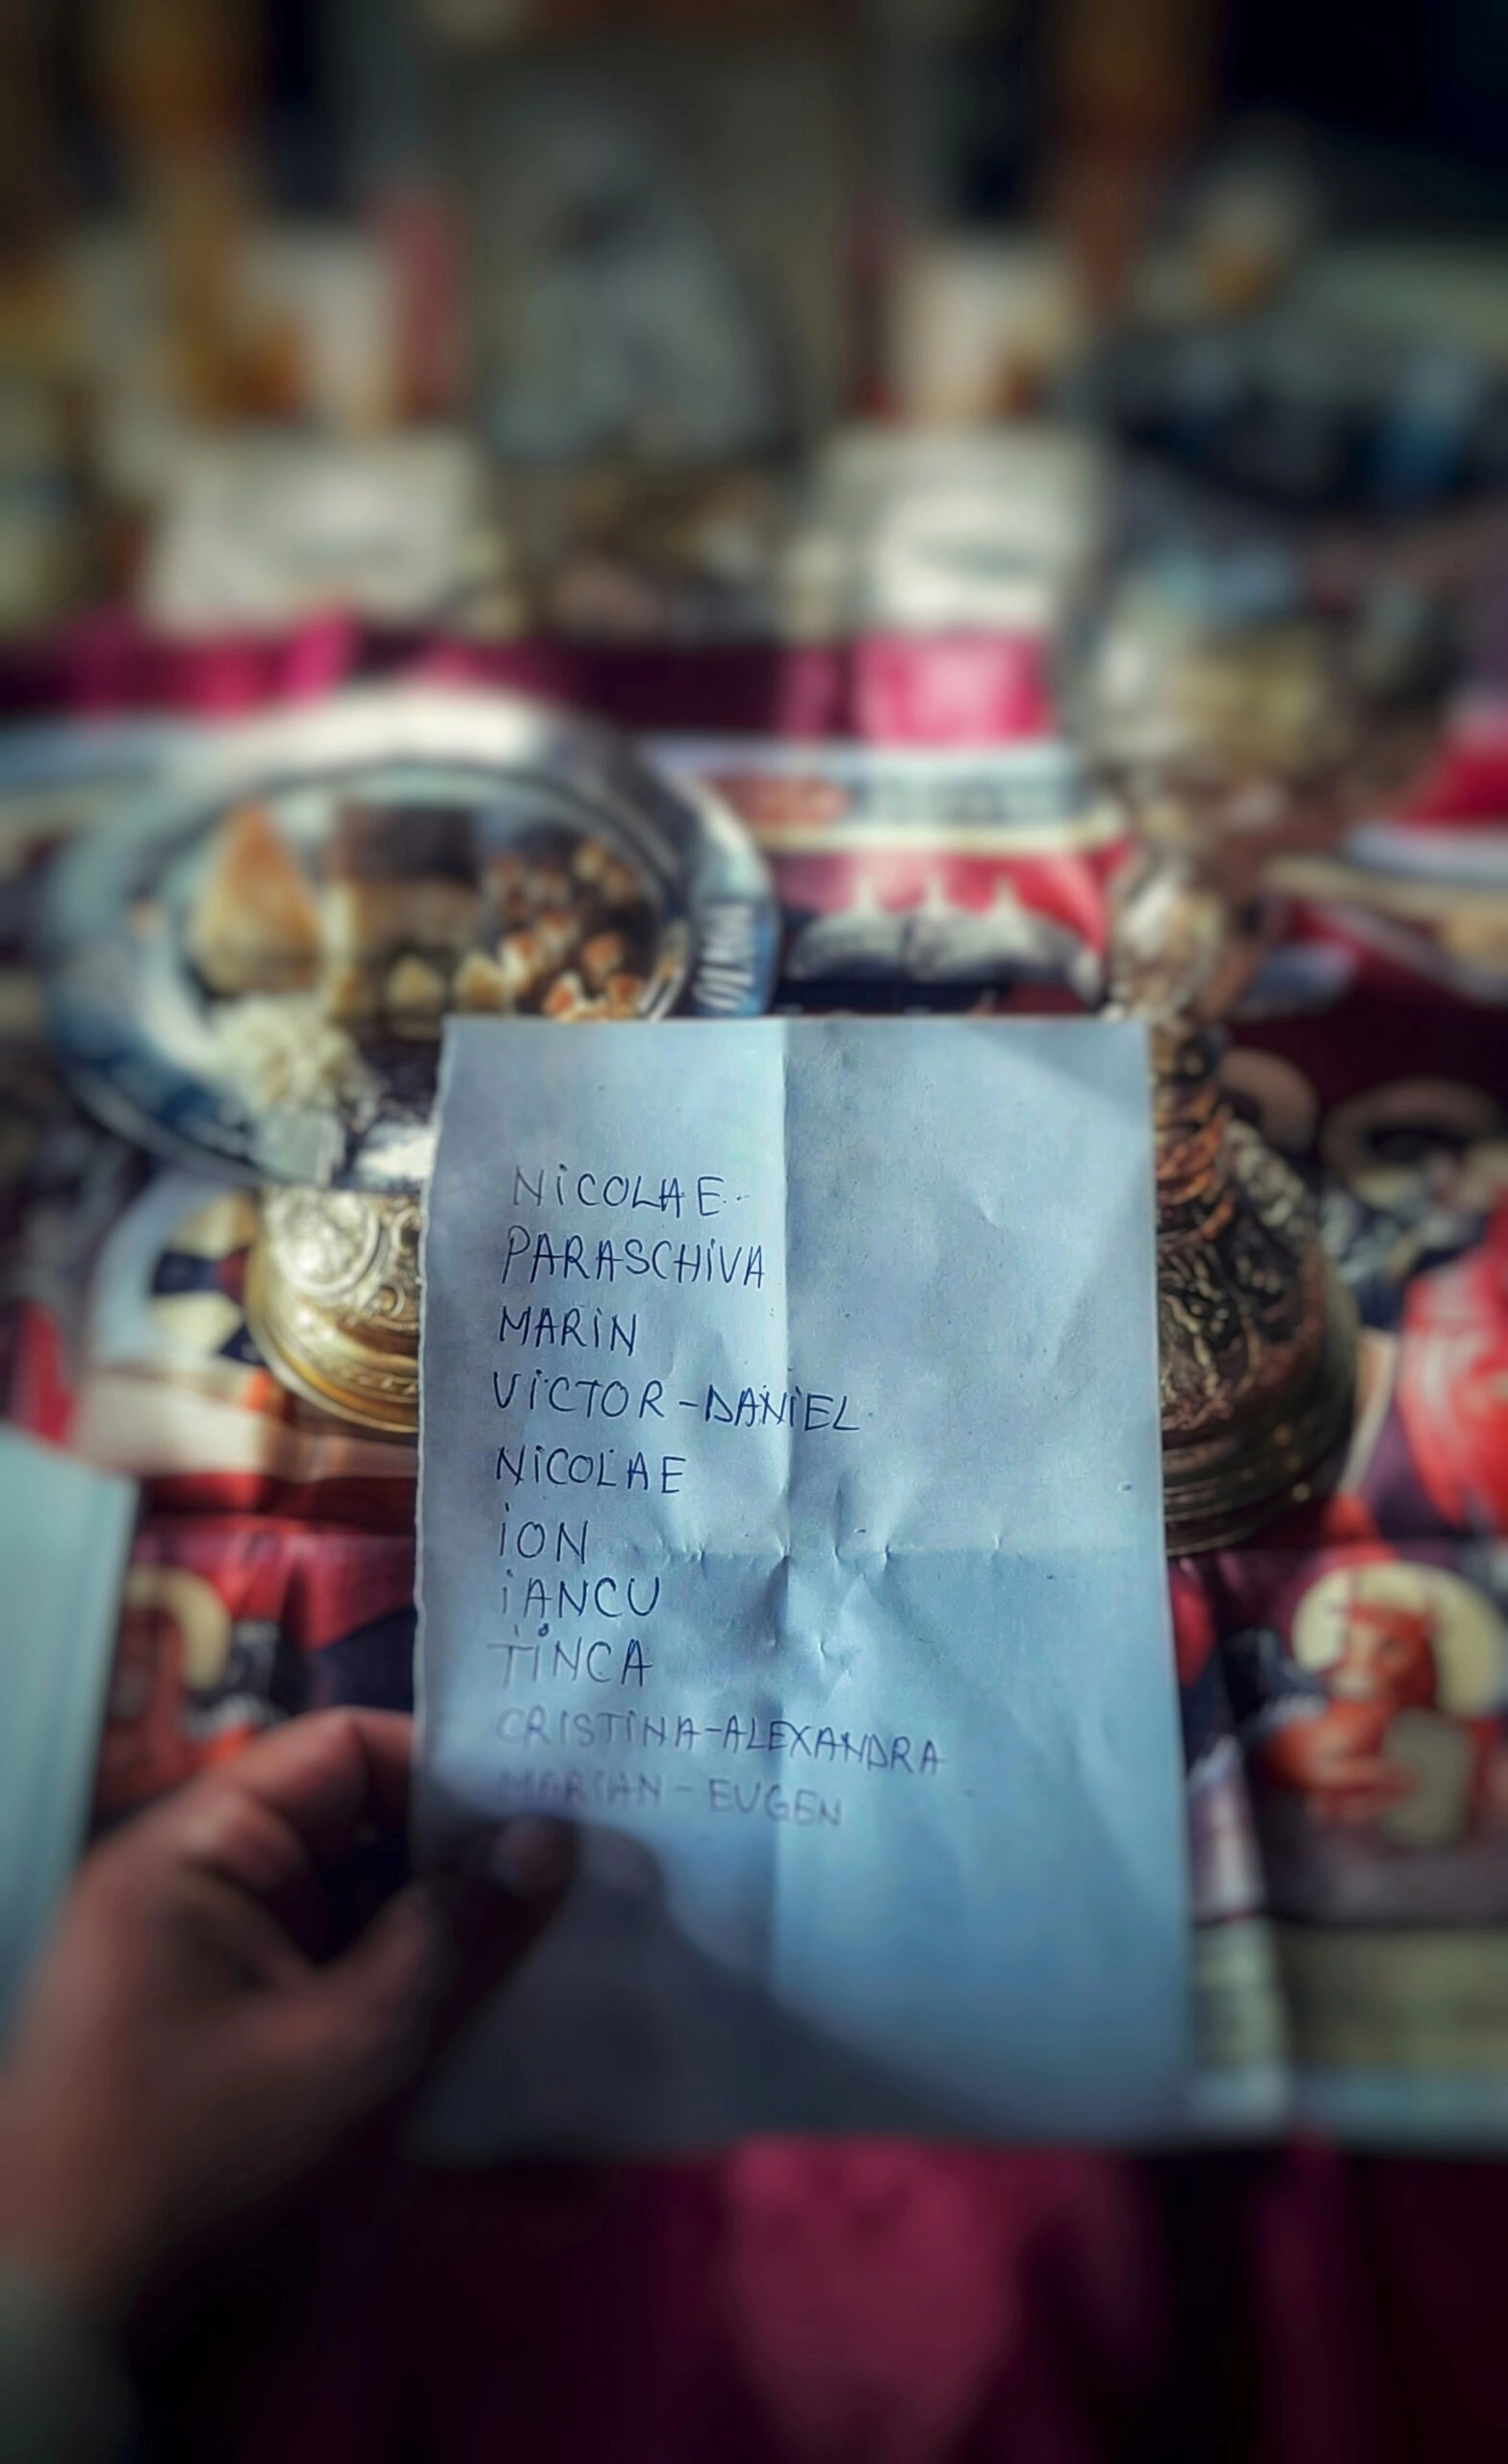 NiCOLAE
PARASCHiVA
MARiN
ViCTOR-DANiEL
NiCOLAE
iON
iANCU
TiNCA
CRiSTiNA-ALEXANDRA
MARiAN-EUGEN